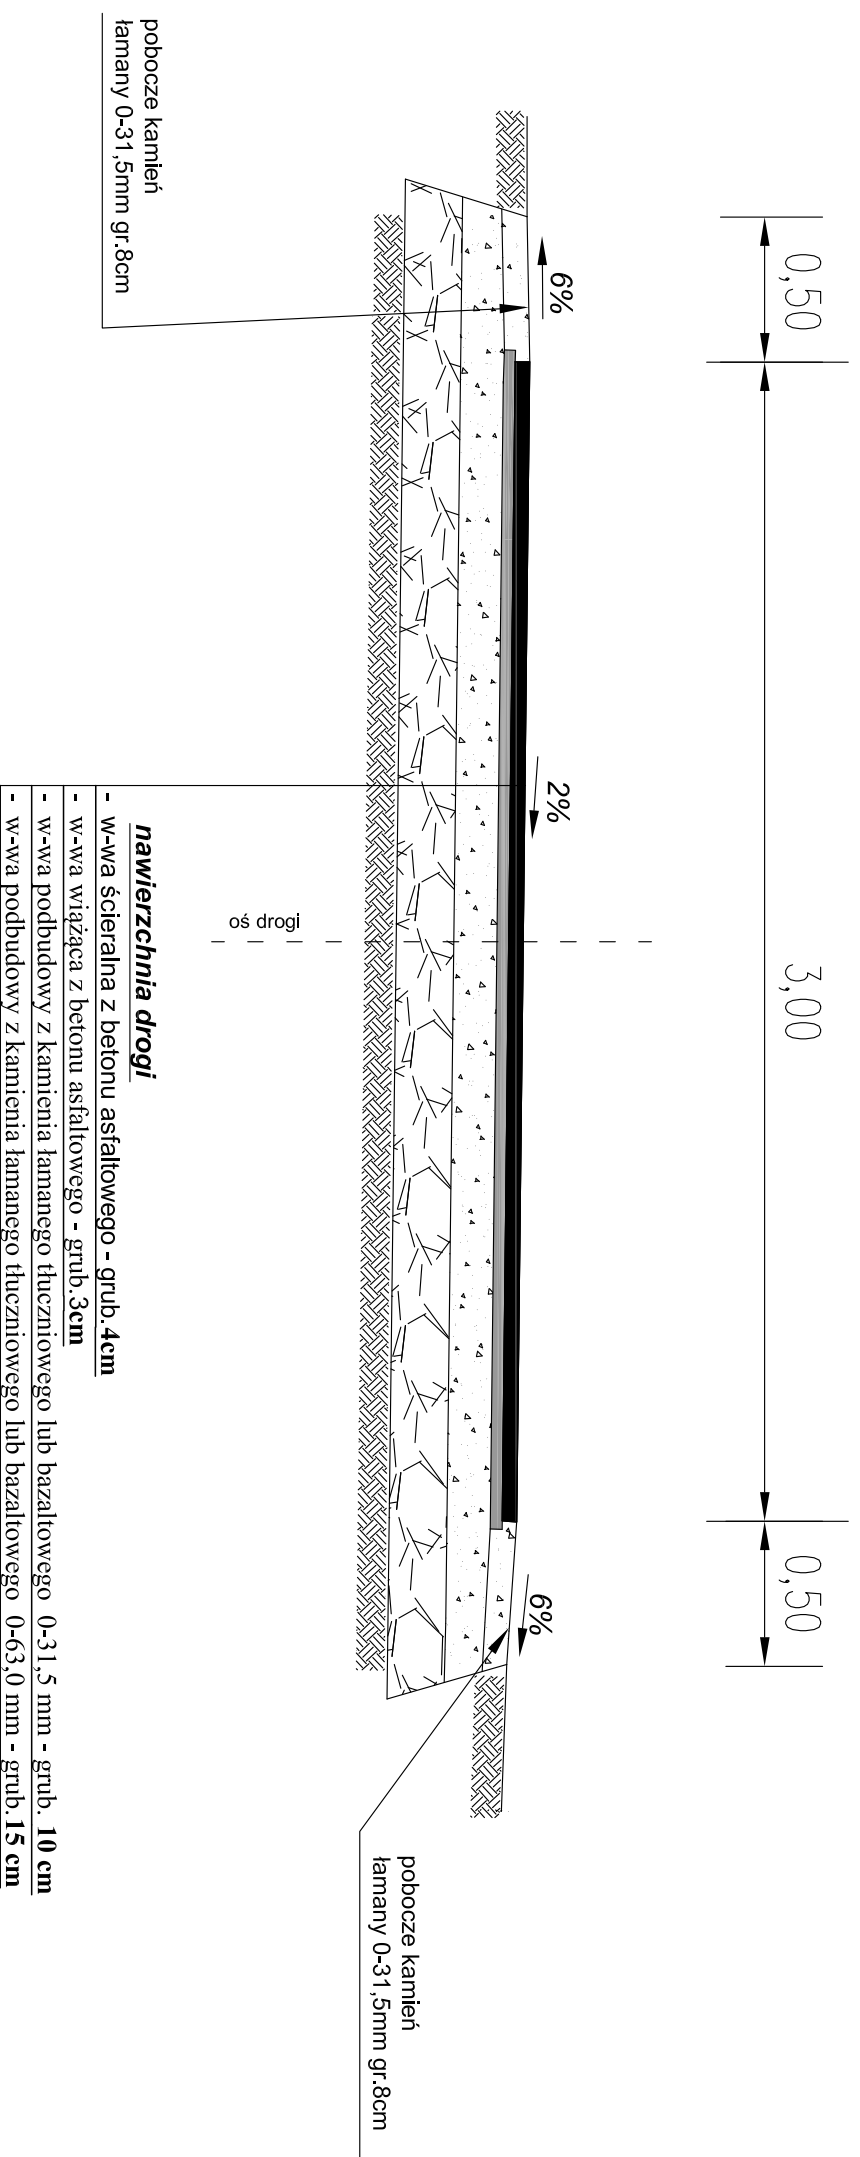 0,50
3,00
0,50
6%
2%
6%
oś drogi
pobocze kamień
łamany 0-31,5mm gr.8cm
pobocze kamień
łamany 0-31,5mm gr.8cm
nawierzchnia drogi
- w-wa ścieralna z betonu asfaltowego - grub.4cm
- w-wa wiążąca z betonu asfaltowego - grub.3cm
- w-wa podbudowy z kamienia łamanego tłuczniowego lub bazaltowego 0-31,5 mm - grub. 10 cm
- w-wa podbudowy z kamienia łamanego tłuczniowego lub bazaltowego 0-63,0 mm - grub.15 cm